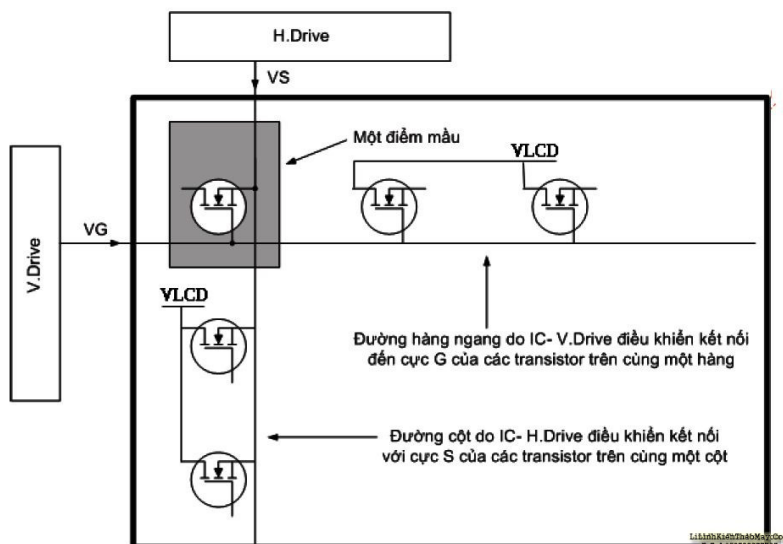 H.Drive
VS
Một điểm mầu
VLCD
VG
V.Drive
VLCD
Đường hàng ngang do IC- V.Drive điều khiển kết nối
đến cực G của các transistor trên cùng một hàng
Đường cột do IC- H.Drive điều khiển kết nối
với cực S của các transistor trên cùng một cột